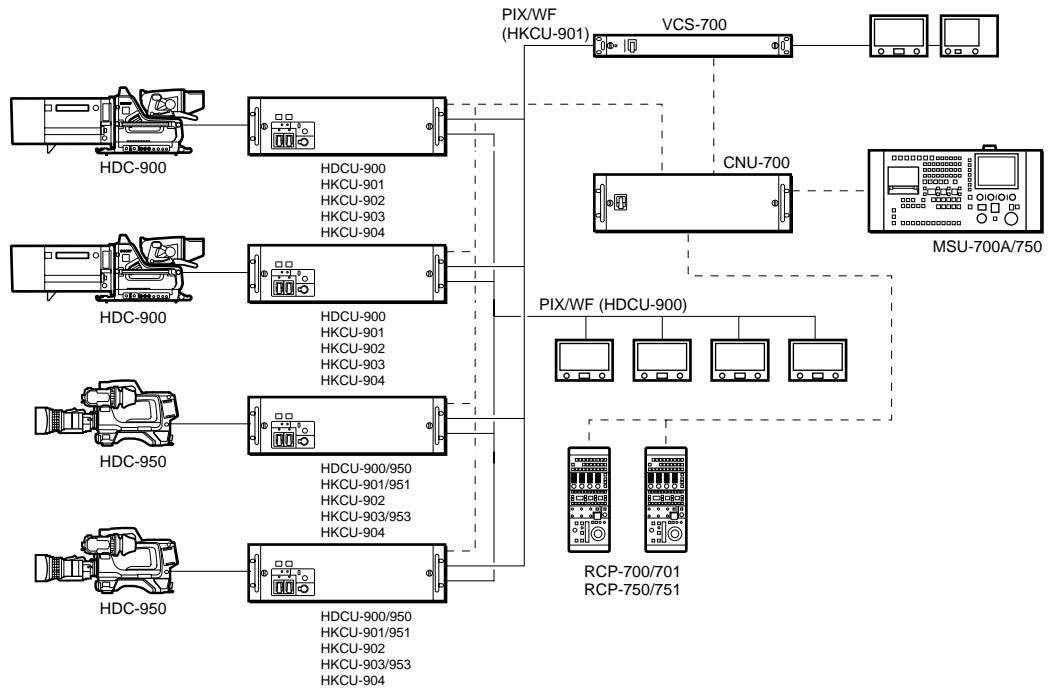 PIX/WF
(HKCU-901)
VCS-700
HDC-900
HDCU-900
HKCU-901
HKCU-902
HKCU-903
HKCU-904
CNU-700
MSU-700A/750
HDC-900
HDCU-900
HKCU-901
HKCU-902
HKCU-903
HKCU-904
PIX/WF (HDCU-900)
HDC-950
HDCU-900/950
HKCU-901/951
HKCU-902
HKCU-903/953
HKCU-904
RCP-700/701
RCP-750/751
HDC-950
HDCU-900/950
HKCU-901/951
HKCU-902
HKCU-903/953
HKCU-904